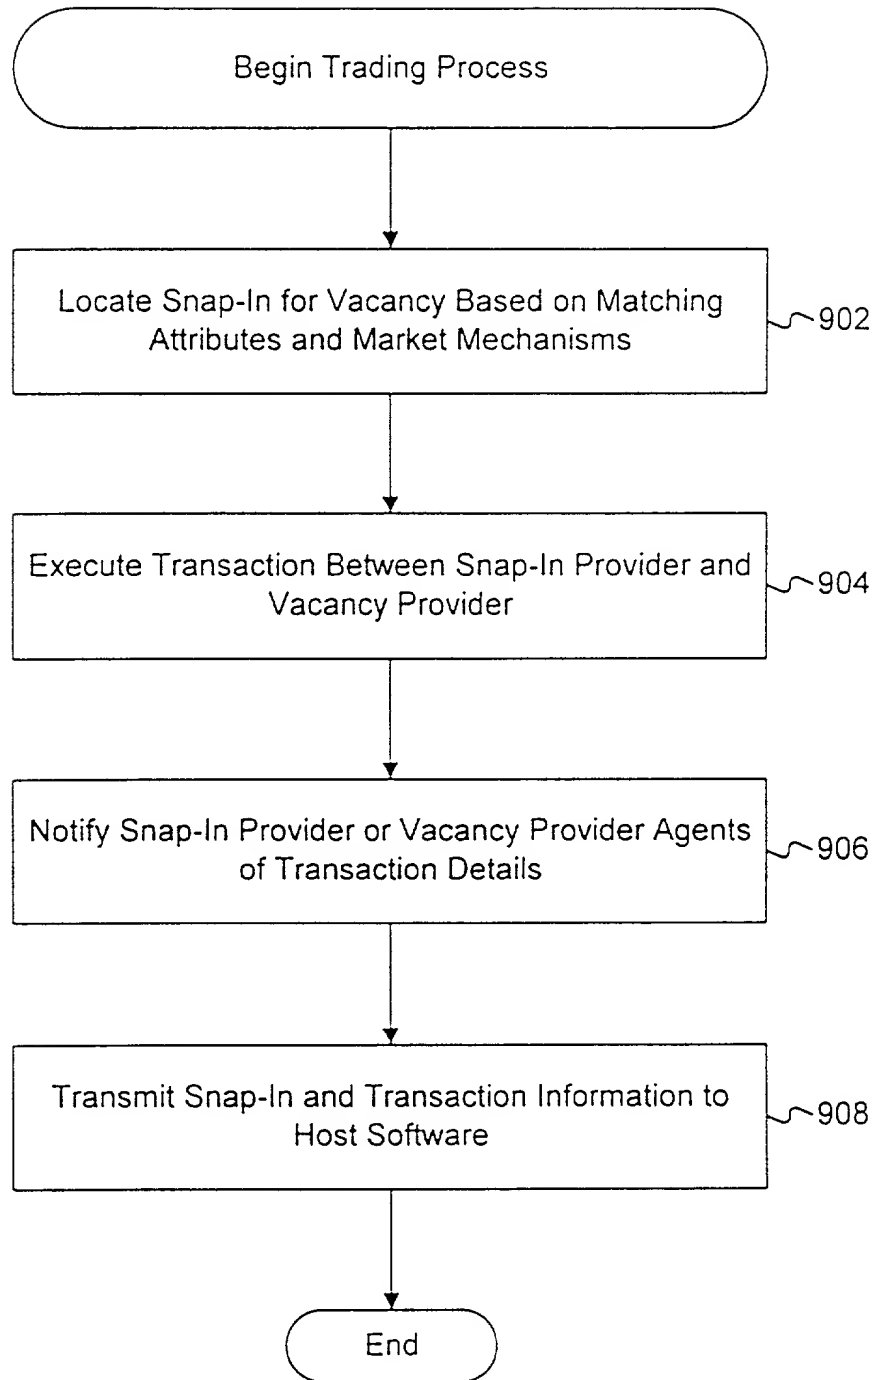 Begin Trading Process
Locate Snap-In for Vacancy Based on Matching
Attributes and Market Mechanisms
902
Execute Transaction Between Snap-In Provider and
Vacancy Provider
904
Notify Snap-In Provider or Vacancy Provider Agents
of Transaction Details
906
Transmit Snap-In and Transaction Information to
Host Software
908
End